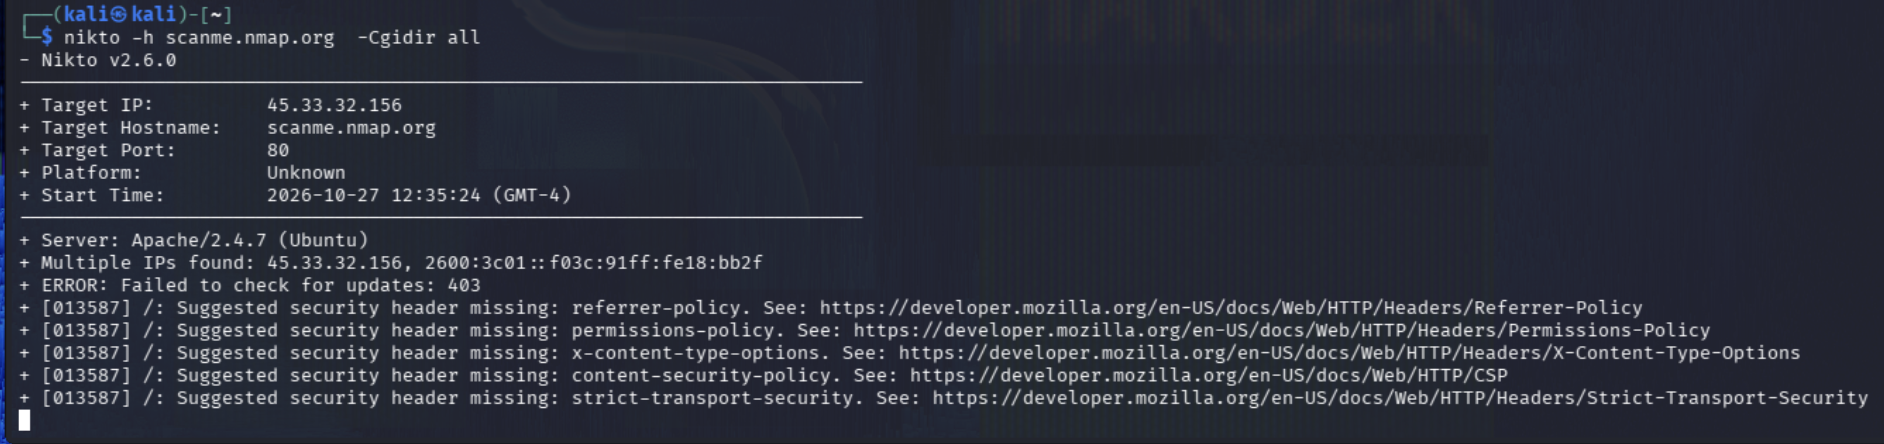 ┌──(kali㉿kali)-[~]
└─$ nikto -h scanme.nmap.org  -Cgidir all
- Nikto v2.6.0
---------------------------------------------------------------------------
+ Target IP:          45.33.32.156
+ Target Hostname:    scanme.nmap.org
+ Target Port:        80
+ Platform:           Unknown
+ Start Time:         2026-10-27 12:35:24 (GMT-4)
---------------------------------------------------------------------------
+ Server: Apache/2.4.7 (Ubuntu)
+ Multiple IPs found: 45.33.32.156, 2600:3c01::f03c:91ff:fe18:bb2f
+ ERROR: Failed to check for updates: 403
+ [013587] /: Suggested security header missing: referrer-policy. See: https://developer.mozilla.org/en-US/docs/Web/HTTP/Headers/Referrer-Policy
+ [013587] /: Suggested security header missing: permissions-policy. See: https://developer.mozilla.org/en-US/docs/Web/HTTP/Headers/Permissions-Policy
+ [013587] /: Suggested security header missing: x-content-type-options. See: https://developer.mozilla.org/en-US/docs/Web/HTTP/Headers/X-Content-Type-Options
+ [013587] /: Suggested security header missing: content-security-policy. See: https://developer.mozilla.org/en-US/docs/Web/HTTP/CSP
+ [013587] /: Suggested security header missing: strict-transport-security. See: https://developer.mozilla.org/en-US/docs/Web/HTTP/Headers/Strict-Transport-Security